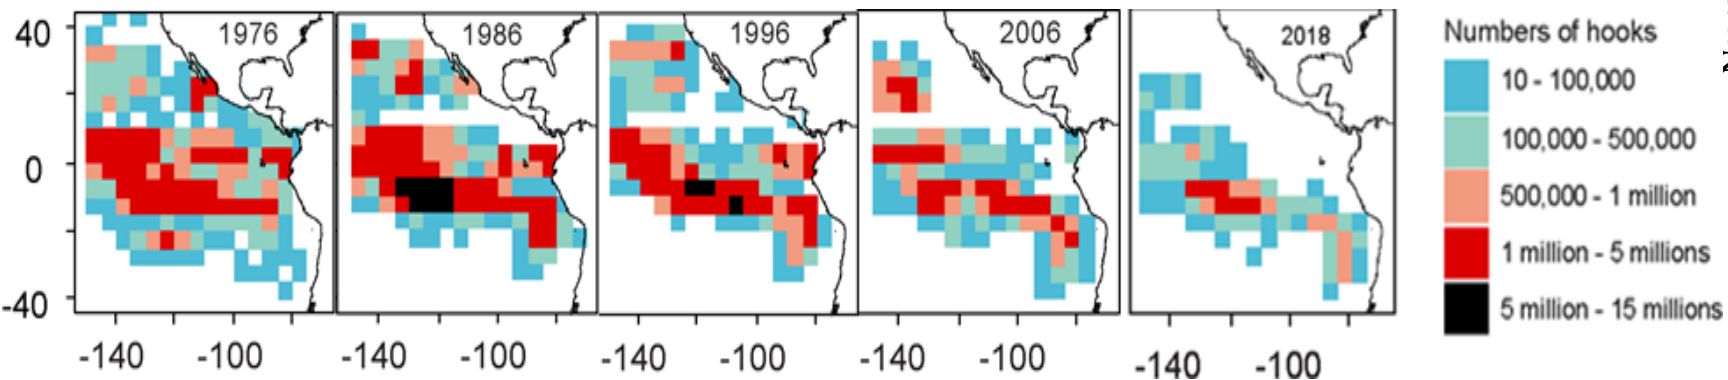 1976
1986
1996
2006
2018
40
0
-40
-140 -100
-140 -100
-140 -100
-140 -100
-140 -100
Numbers of hooks
10 - 100,000
100,000 - 500,000
500,000 - 1 million
1 million - 5 millions
5 million - 15 millions